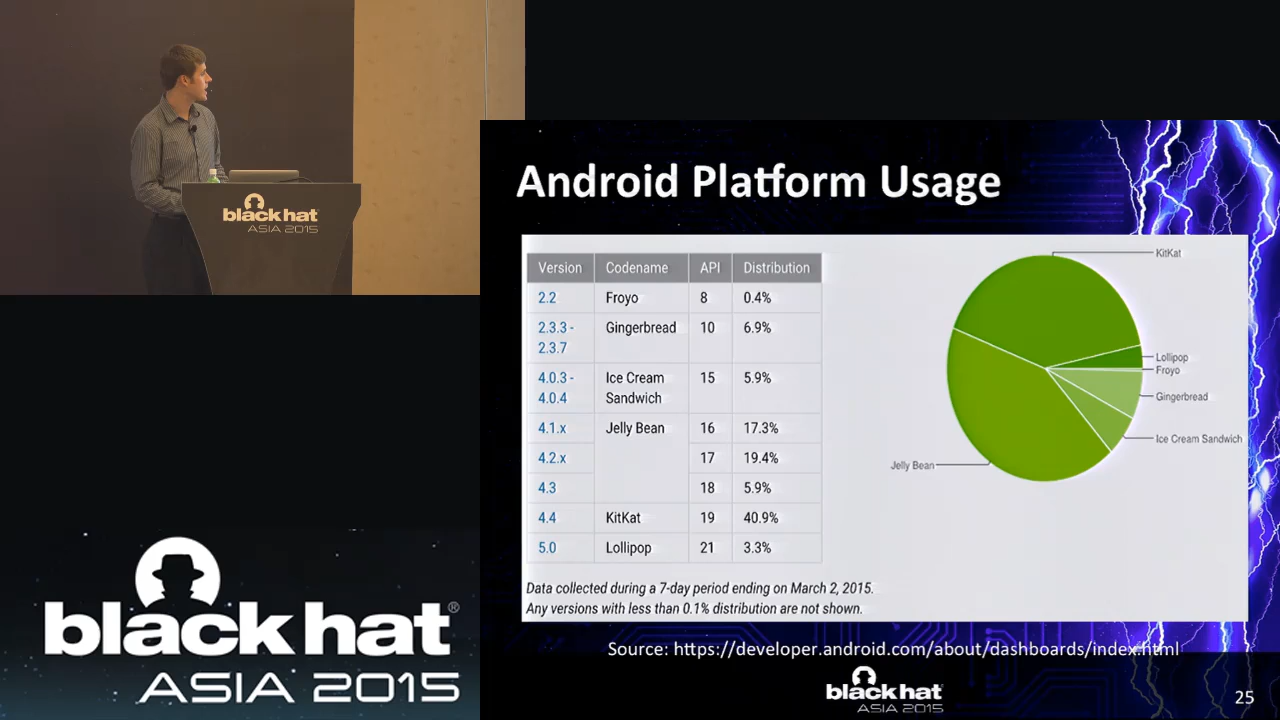 black hat
ASIA 2015
Android Platform Usage
Version Codename API Distribution
2.2 Froyo 8 0.4%
2.3.3 - 2.3.7 Gingerbread 10 6.9%
4.0.3 - 4.0.4 Ice Cream Sandwich 15 5.9%
4.1.x Jelly Bean 16 17.3%
4.2.x 17 19.4%
4.3 18 5.9%
4.4 KitKat 19 40.9%
5.0 Lollipop 21 3.3%
KitKat
Lollipop
Froyo
Gingerbread
Ice Cream Sandwich
Jelly Bean
Data collected during a 7-day period ending on March 2, 2015.
Any versions with less than 0.1% distribution are not shown.
Source: https://developer.android.com/about/dashboards/index.html
black hat
ASIA 2015
25
black hat®
ASIA 2015